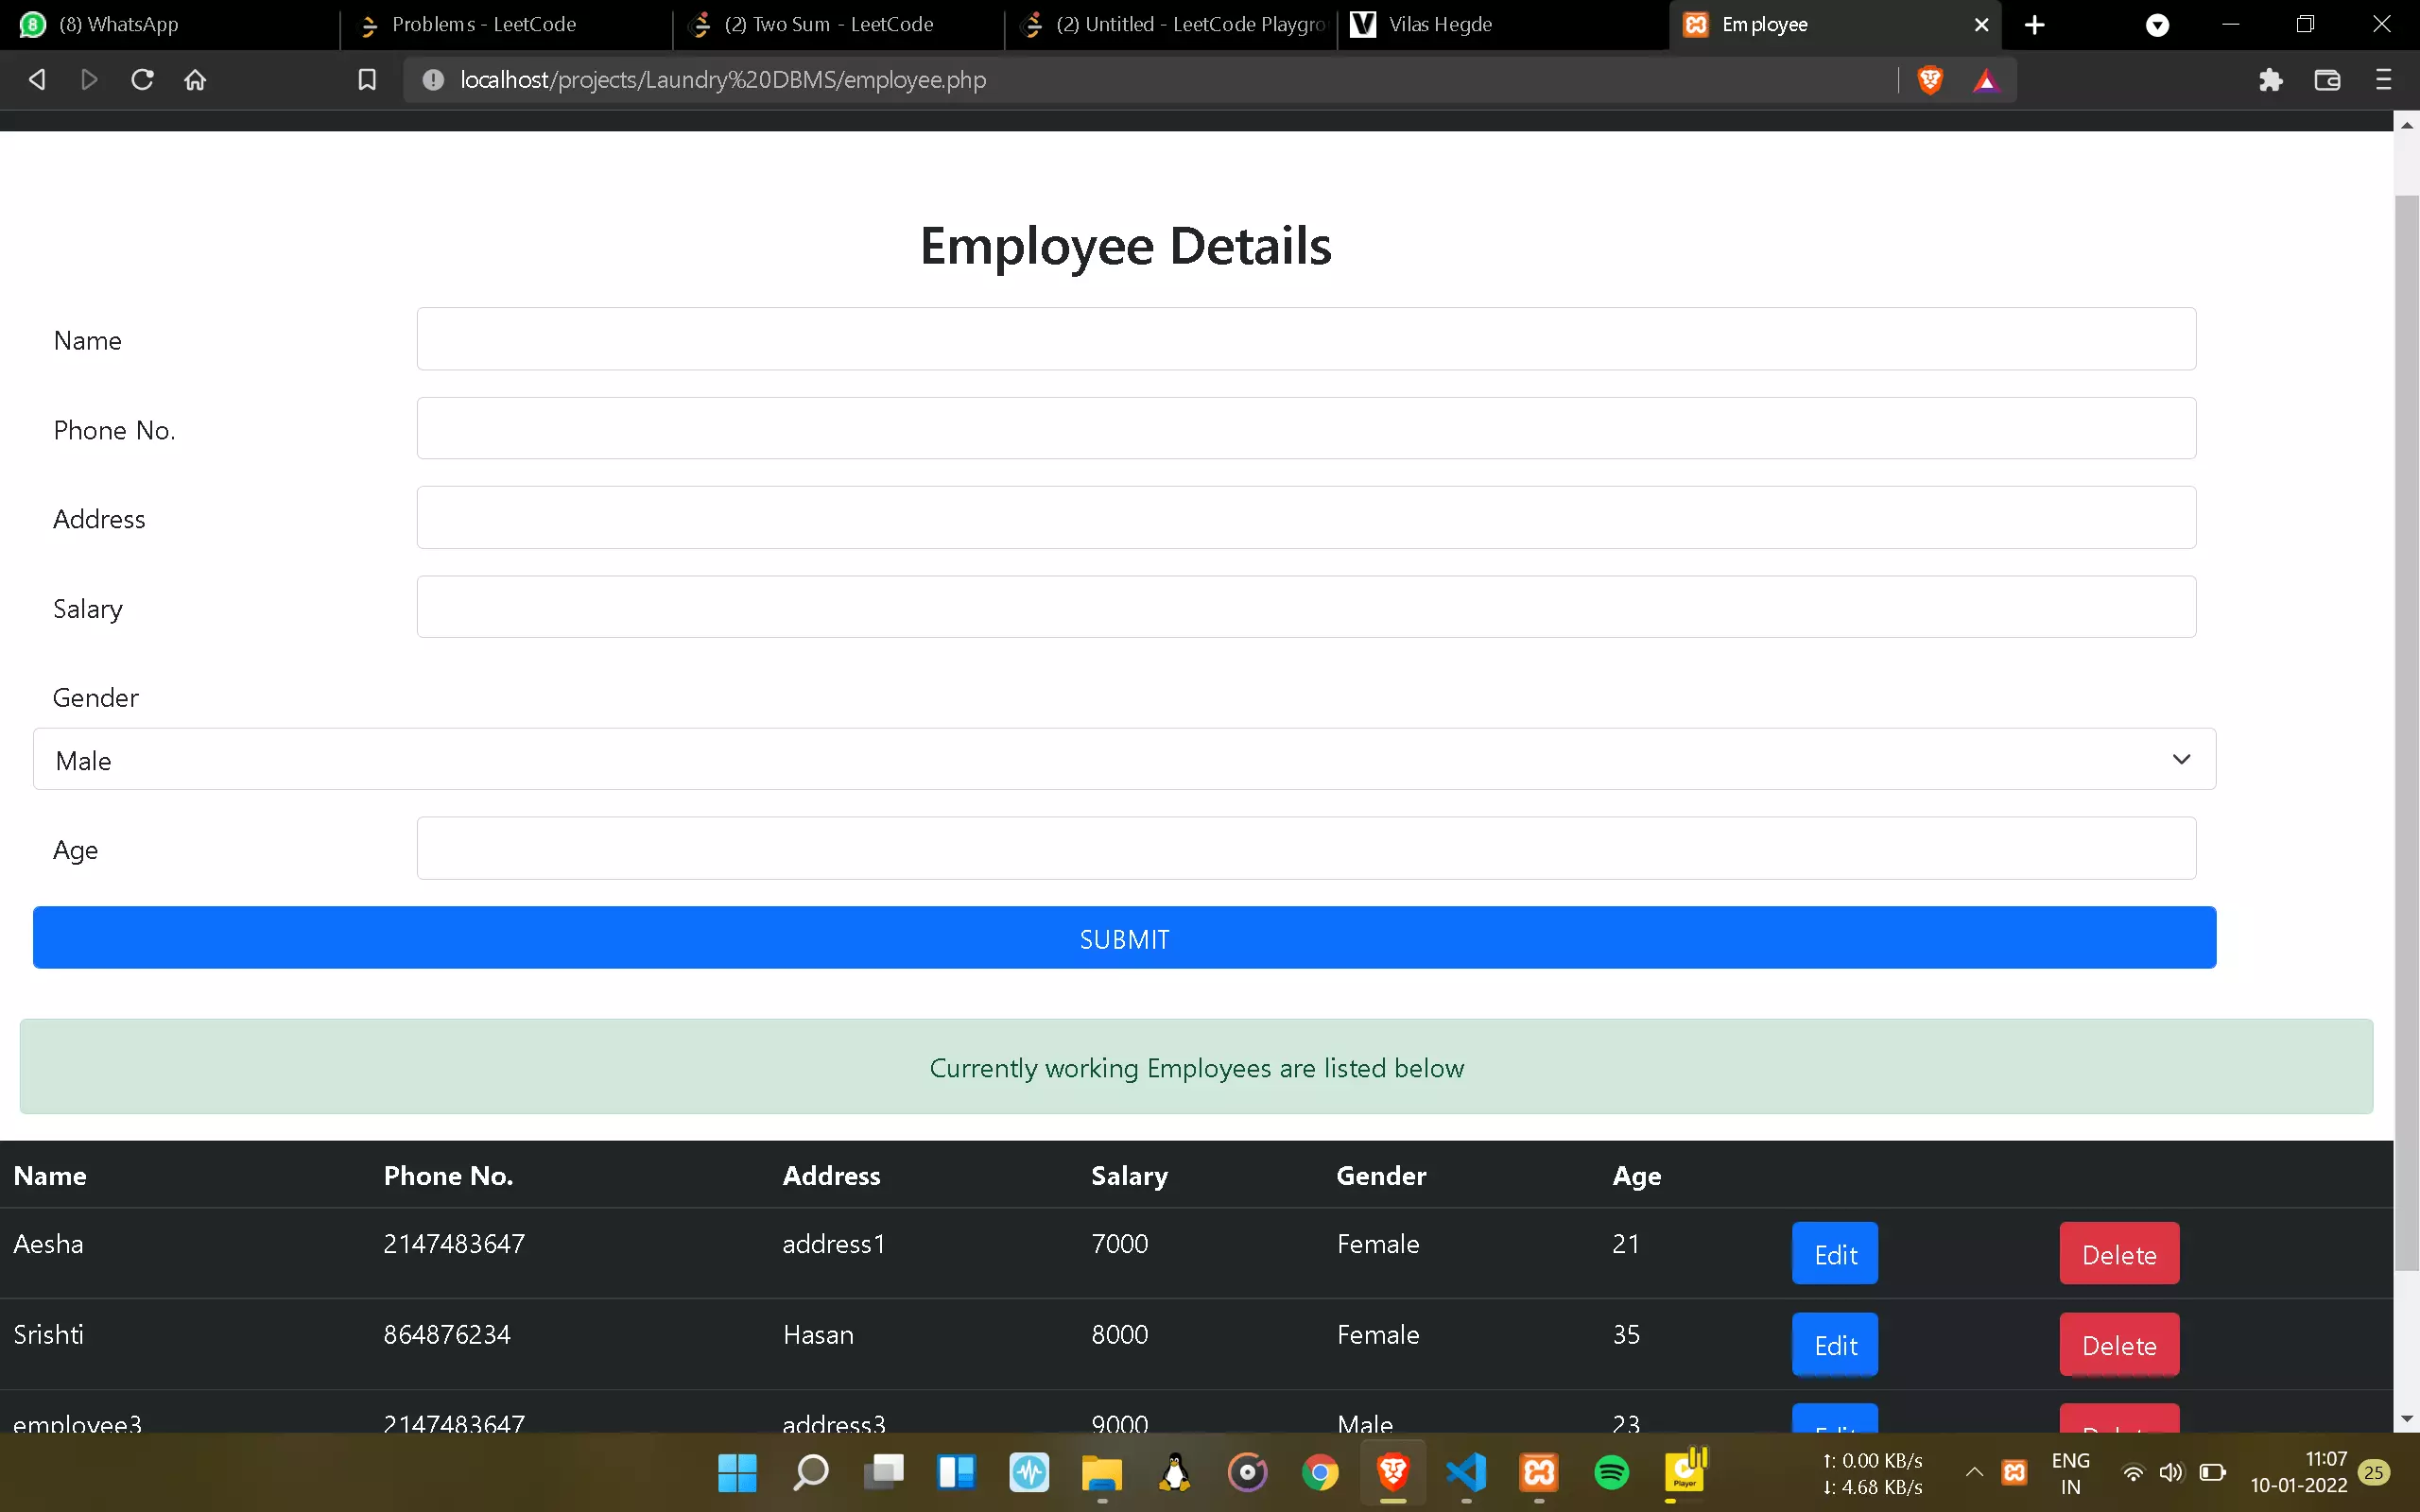 (8) WhatsApp
Problems - LeetCode
(2) Two Sum - LeetCode
(2) Untitled - LeetCode Playgro
Vilas Hegde
Employee
localhost/projects/Laundry%20DBMS/employee.php
Employee Details
Name
Phone No.
Address
Salary
Gender
Male
Age
SUBMIT
Currently working Employees are listed below
Name Phone No. Address Salary Gender Age
Aesha 2147483647 address1 7000 Female 21 Edit Delete
Srishti 864876234 Hasan 8000 Female 35 Edit Delete
employee3 2147483647 address3 9000 Male 23 Edit Delete
Player
↑: 0.00 KB/s
↓: 4.68 KB/s
ENG
IN
11:07
10-01-2022
25